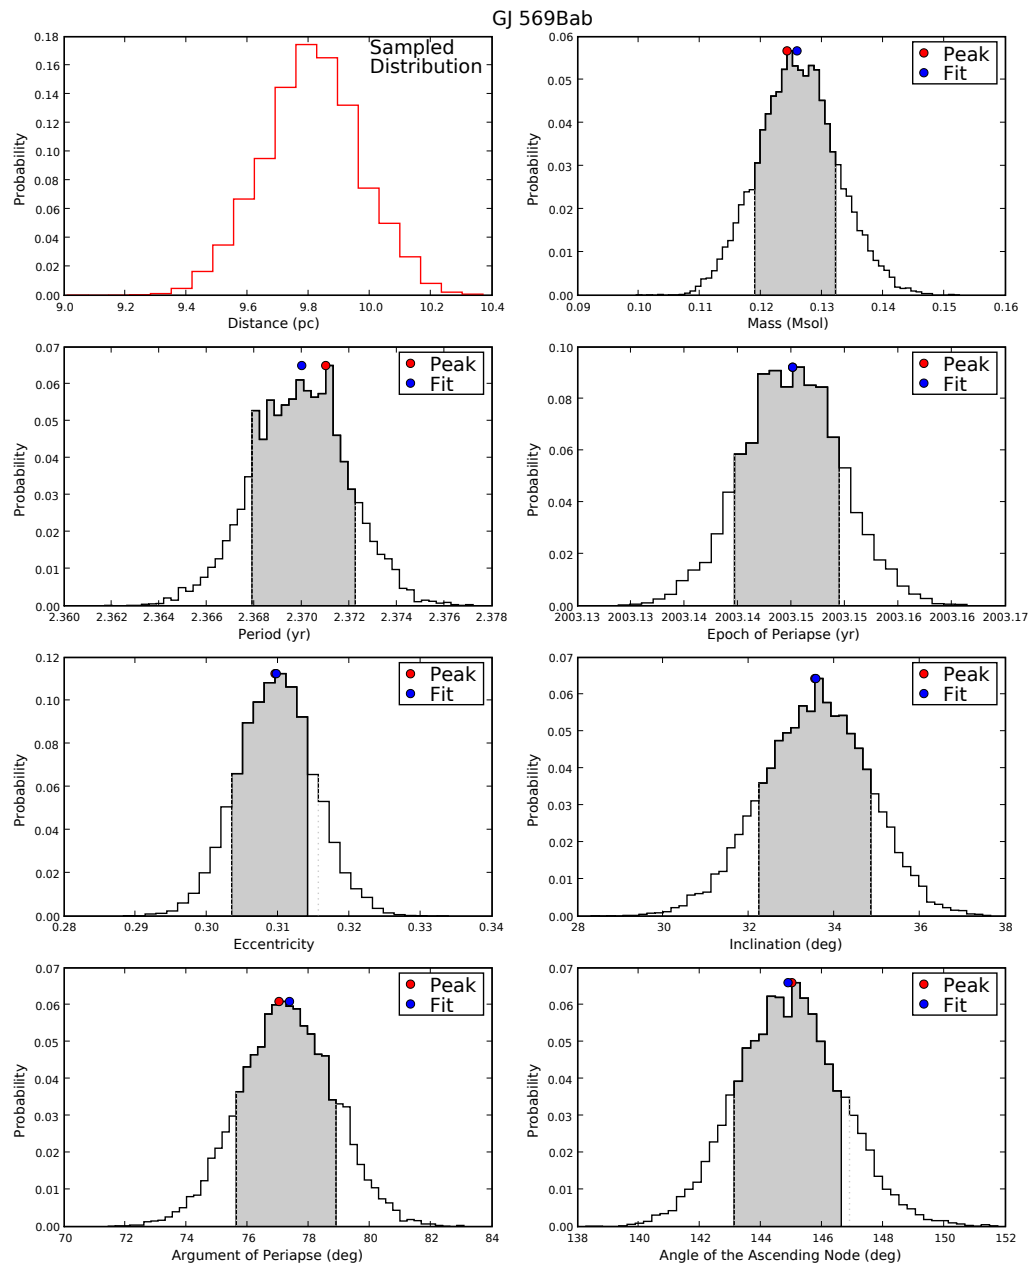 GJ 569Bab
0.18
0.16
0.14
0.12
0.10
0.08
0.06
0.04
0.02
0.00
Probability
Sampled
Distribution
9.0 9.2 9.4 9.6 9.8 10.0 10.2 10.4
Distance (pc)
0.06
0.05
0.04
0.03
0.02
0.01
0.00
Probability
Peak
Fit
0.09 0.10 0.11 0.12 0.13 0.14 0.15 0.16
Mass (Msol)
0.07
0.06
0.05
0.04
0.03
0.02
0.01
0.00
Probability
Peak
Fit
2.360 2.362 2.364 2.366 2.368 2.370 2.372 2.374 2.376 2.378
Period (yr)
0.10
0.08
0.06
0.04
0.02
0.00
Probability
Peak
Fit
2003.13 2003.13 2003.14 2003.14 2003.15 2003.15 2003.16 2003.16 2003.17
Epoch of Periapse (yr)
0.12
0.10
0.08
0.06
0.04
0.02
0.00
Probability
Peak
Fit
0.28 0.29 0.30 0.31 0.32 0.33 0.34
Eccentricity
0.07
0.06
0.05
0.04
0.03
0.02
0.01
0.00
Probability
Peak
Fit
28 30 32 34 36 38
Inclination (deg)
0.07
0.06
0.05
0.04
0.03
0.02
0.01
0.00
Probability
Peak
Fit
70 72 74 76 78 80 82 84
Argument of Periapse (deg)
0.07
0.06
0.05
0.04
0.03
0.02
0.01
0.00
Probability
Peak
Fit
138 140 142 144 146 148 150 152
Angle of the Ascending Node (deg)